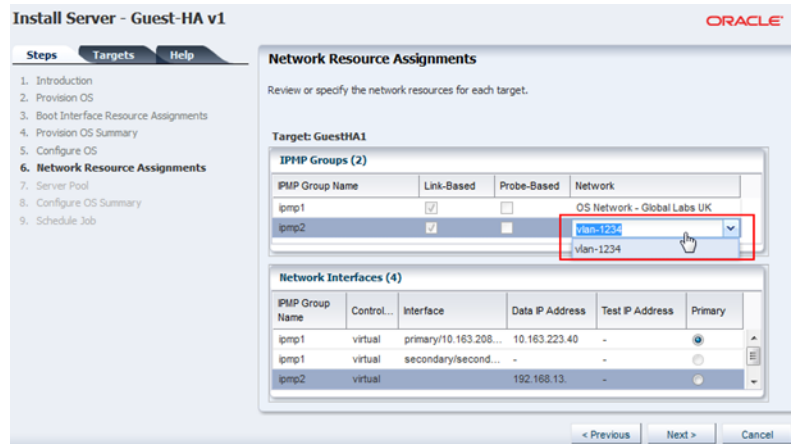 Install Server - Guest-HA v1
ORACLE
Steps
Targets
Help
1. Introduction
2. Provision OS
3. Boot Interface Resource Assignments
4. Provision OS Summary
5. Configure OS
6. Network Resource Assignments
7. Server Pool
8. Configure OS Summary
9. Schedule Job
Network Resource Assignments
Review or specify the network resources for each target.
Target: GuestHA1
IPMP Groups (2)
IPMP Group Name Link-Based Probe-Based Network
ipmp1 OS Network - Global Labs UK
ipmp2 vlan-1234
vlan-1234
Network Interfaces (4)
IPMP Group Name Control... Interface Data IP Address Test IP Address Primary
ipmp1 virtual primary/10.163.208... 10.163.223.40 -
ipmp1 virtual secondary/second... - -
ipmp2 virtual 192.168.13. -
< Previous Next > Cancel